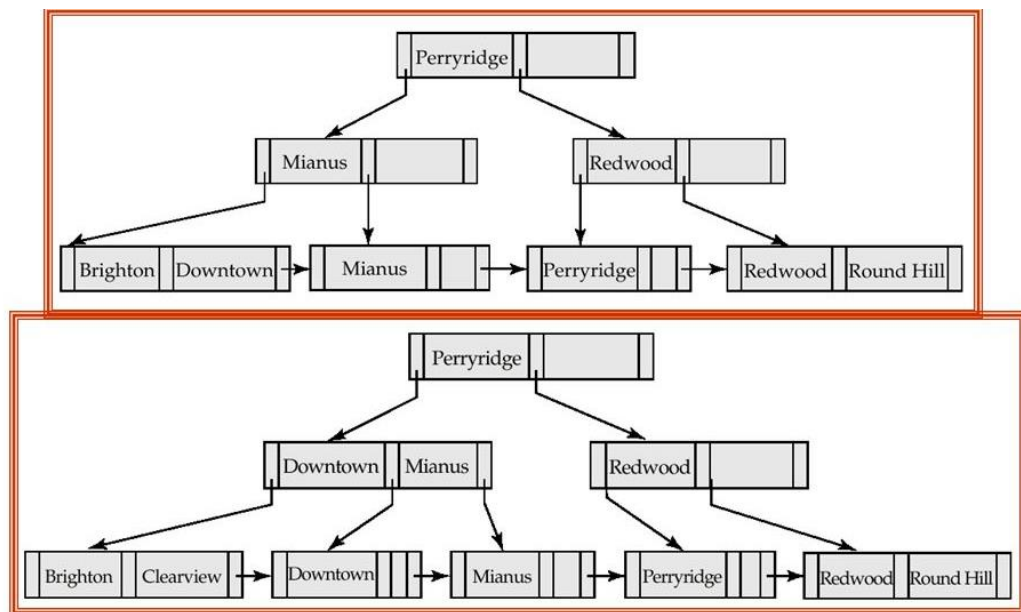 Perryridge
Mianus Redwood
Brighton Downtown Mianus Perryridge Redwood Round Hill
Perryridge
Downtown Mianus Redwood
Brighton Clearview Downtown Mianus Perryridge Redwood Round Hill